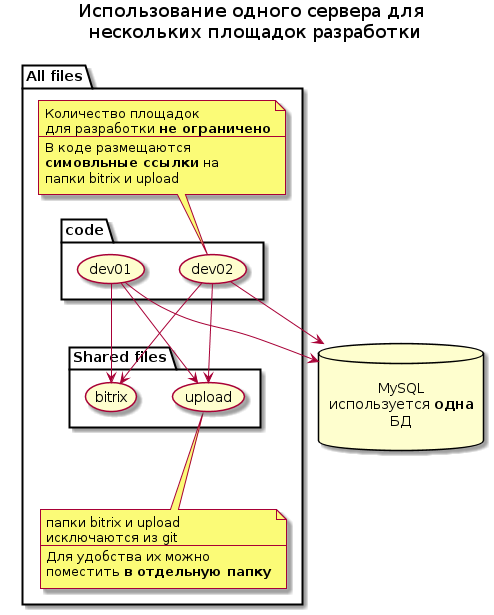 Использование одного сервера для
нескольких площадок разработки
All files
Количество площадок
для разработки не ограничено
В коде размещаются
симовльные ссылки на
папки bitrix и upload
code
dev01
dev02
Shared files
bitrix
upload
MySQL
используется одна
БД
папки bitrix и upload
исключаются из git
Для удобства их можно
поместить в отдельную папку